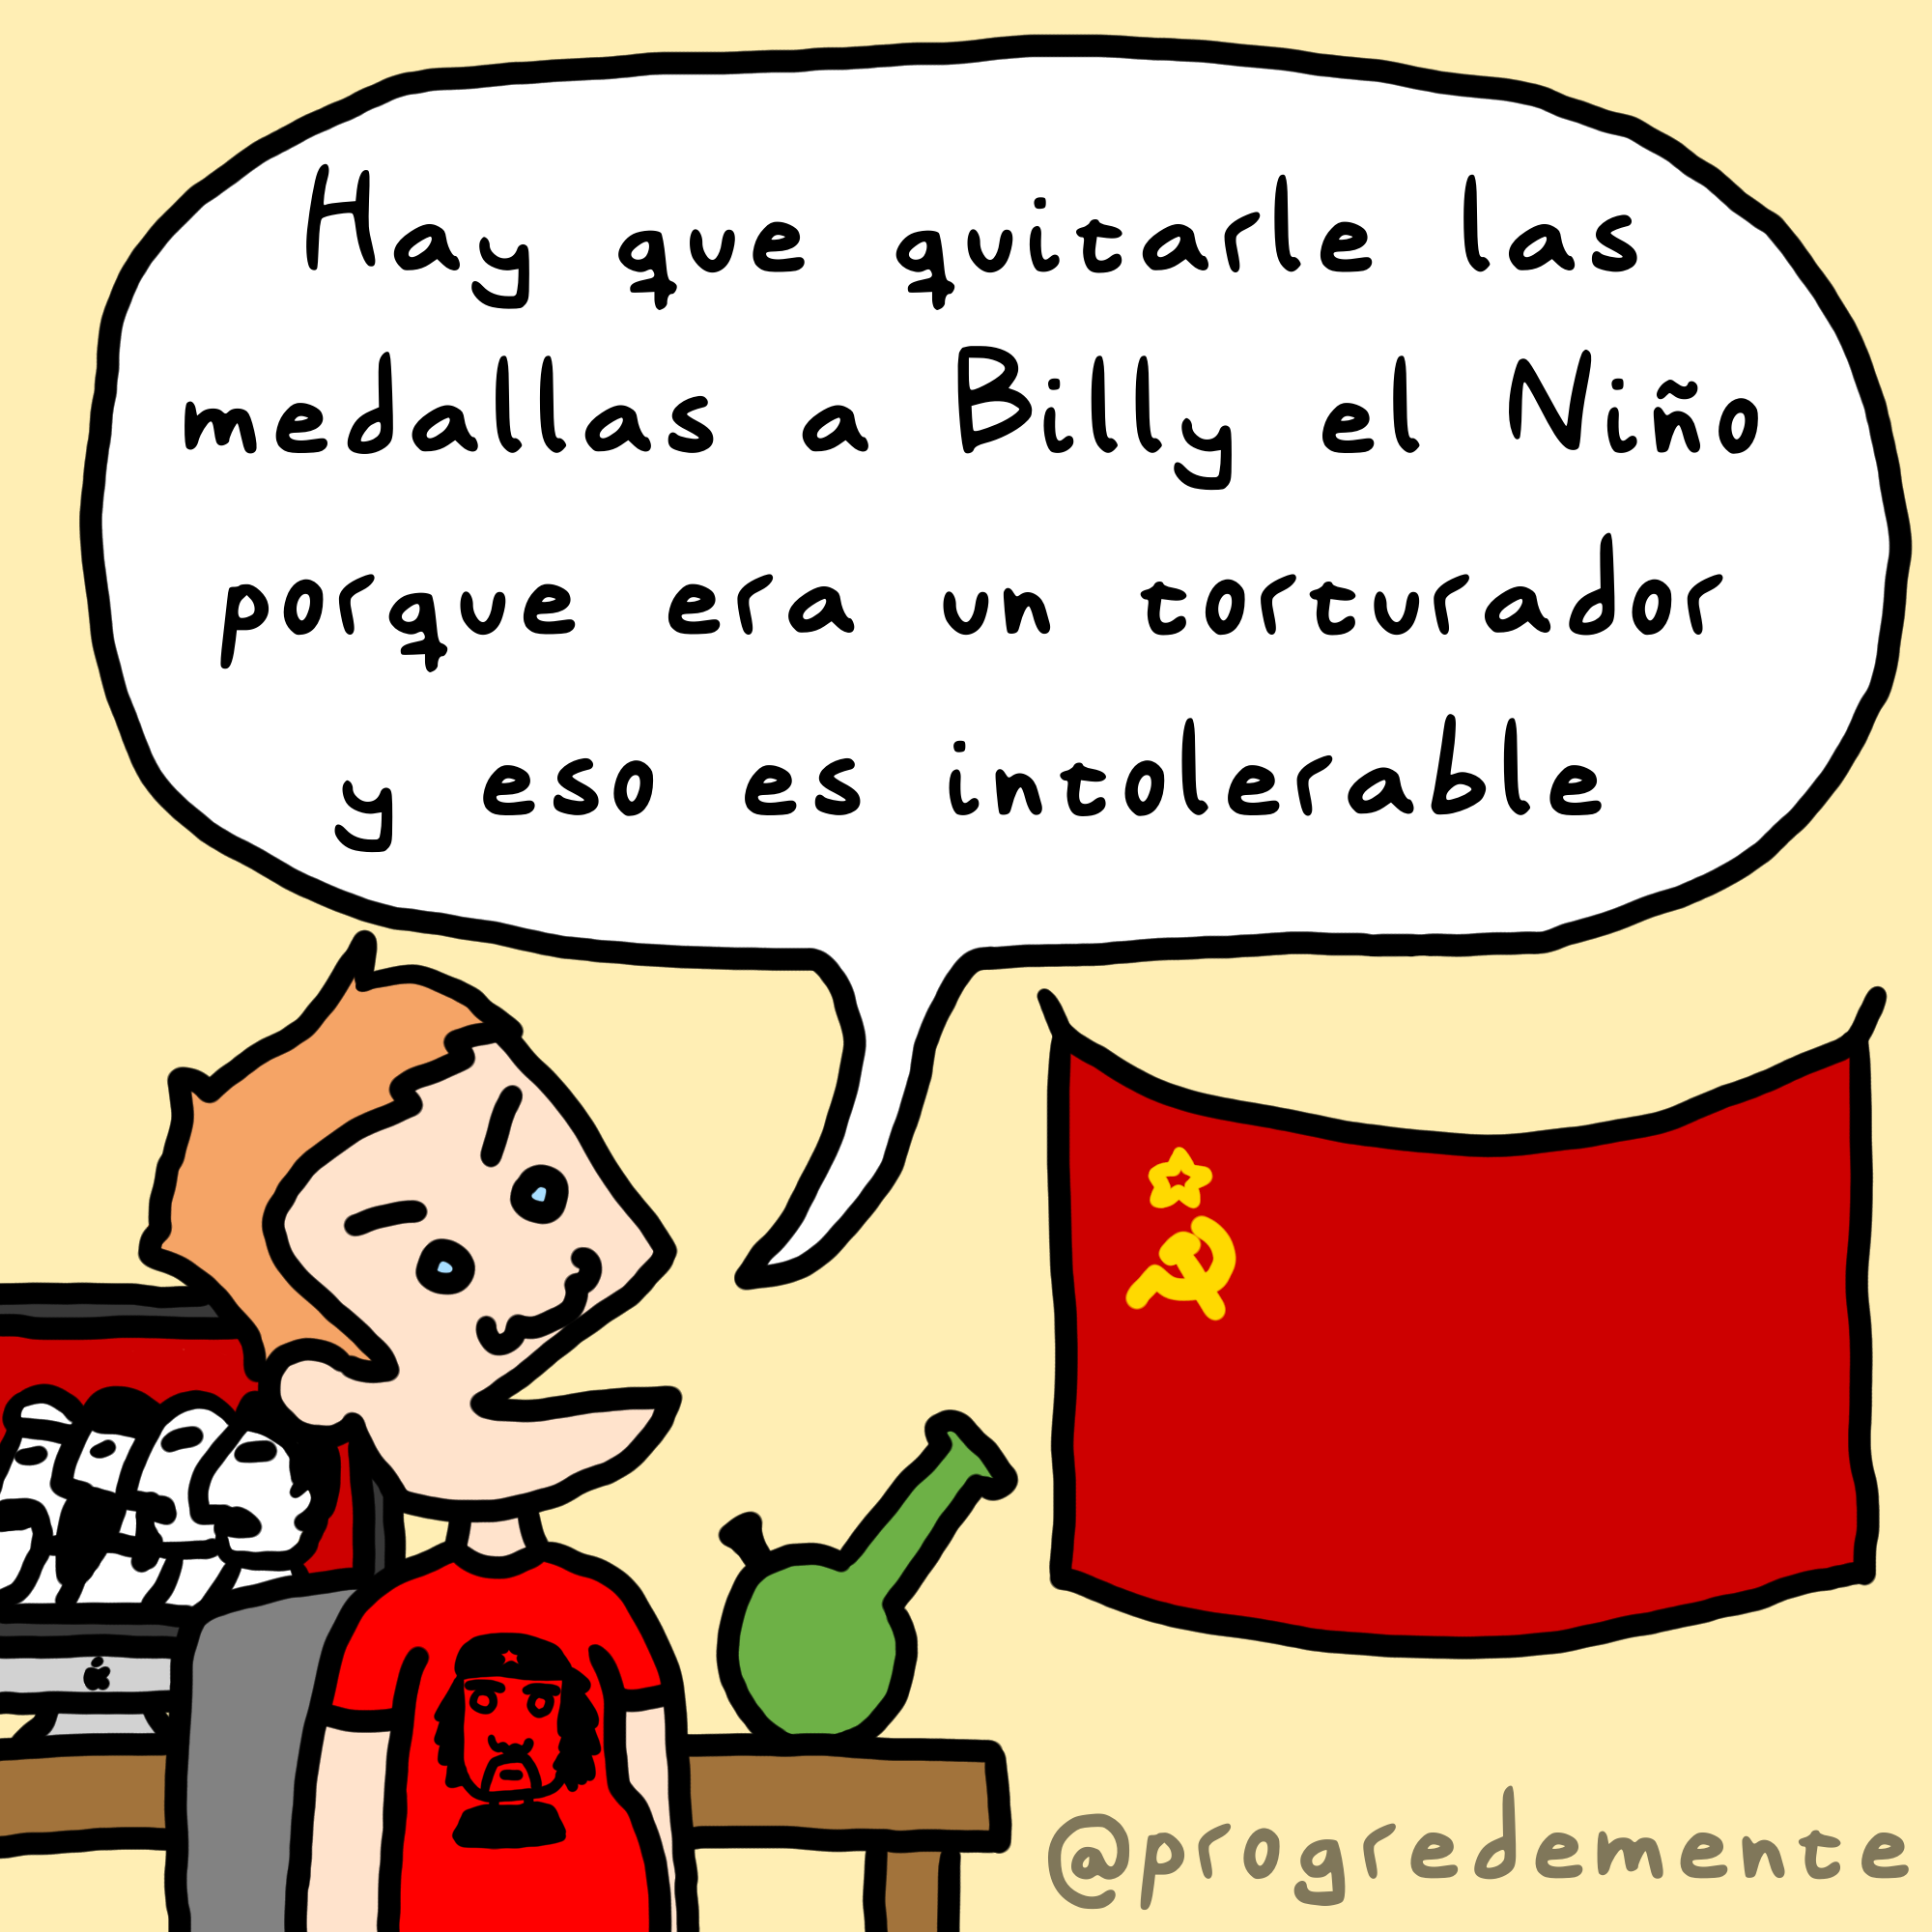 Hay que quitarle las
medallas a Billy el Niño
porque era un torturador
y eso es intolerable
@progredemente